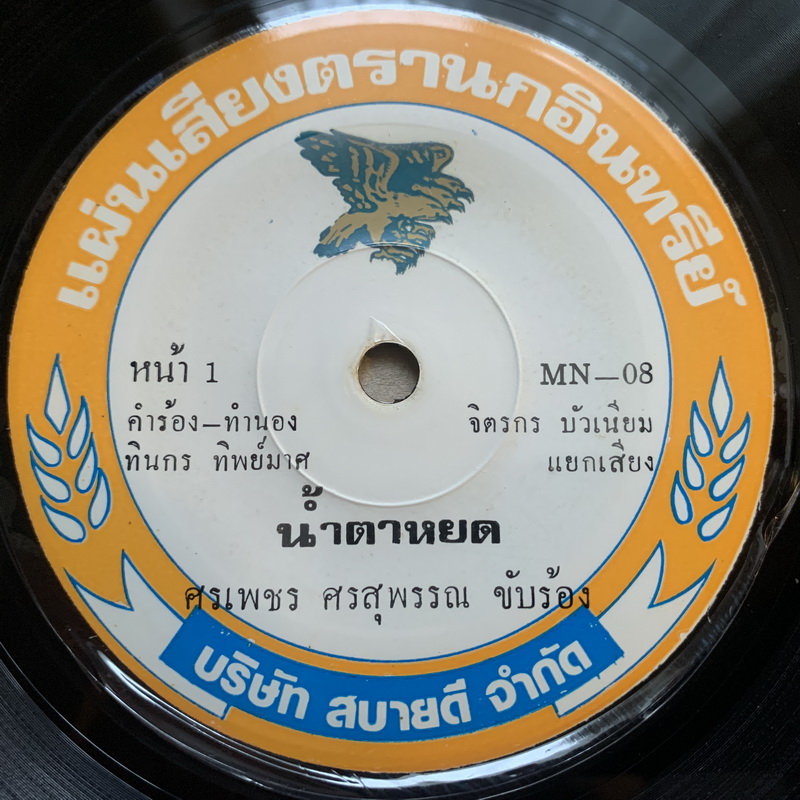 แผ่นเสียงตรานกอินทรีย์
หน้า 1
MN-08
คำร้อง-ทำนอง
จิตรกร บัวเนียม
ทินกร ทิพย์มาศ
แยกเสียง
น้ำตาหยด
ศรเพชร ศรสุพรรณ ขับร้อง
บริษัท สบายดี จำกัด